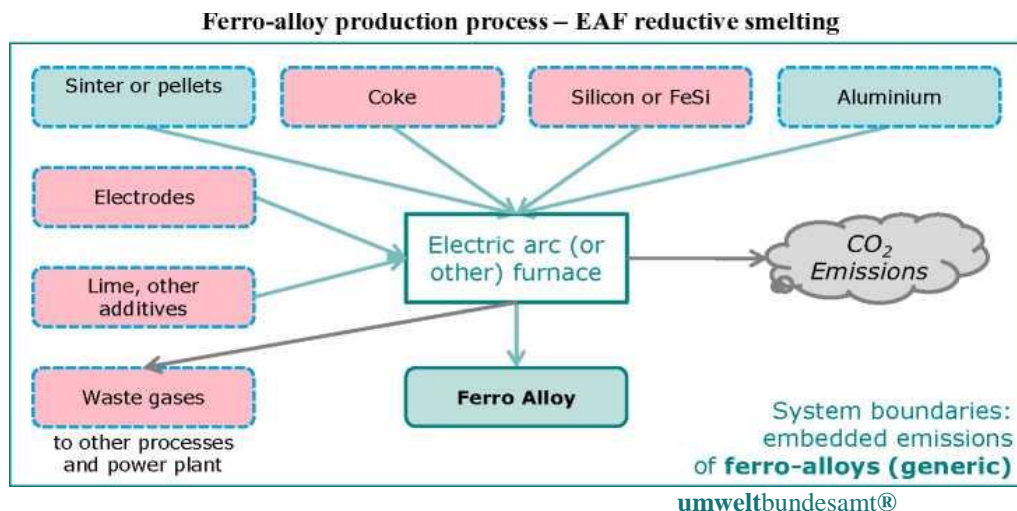 Ferro-alloy production process – EAF reductive smelting
Sinter or pellets
Coke
Silicon or FeSi
Aluminium
Electrodes
Electric arc (or
other) furnace
CO2
Emissions
Lime, other
additives
Waste gases
to other processes
and power plant
Ferro Alloy
System boundaries:
embedded emissions
of ferro-alloys (generic)
umweltbundesamt®